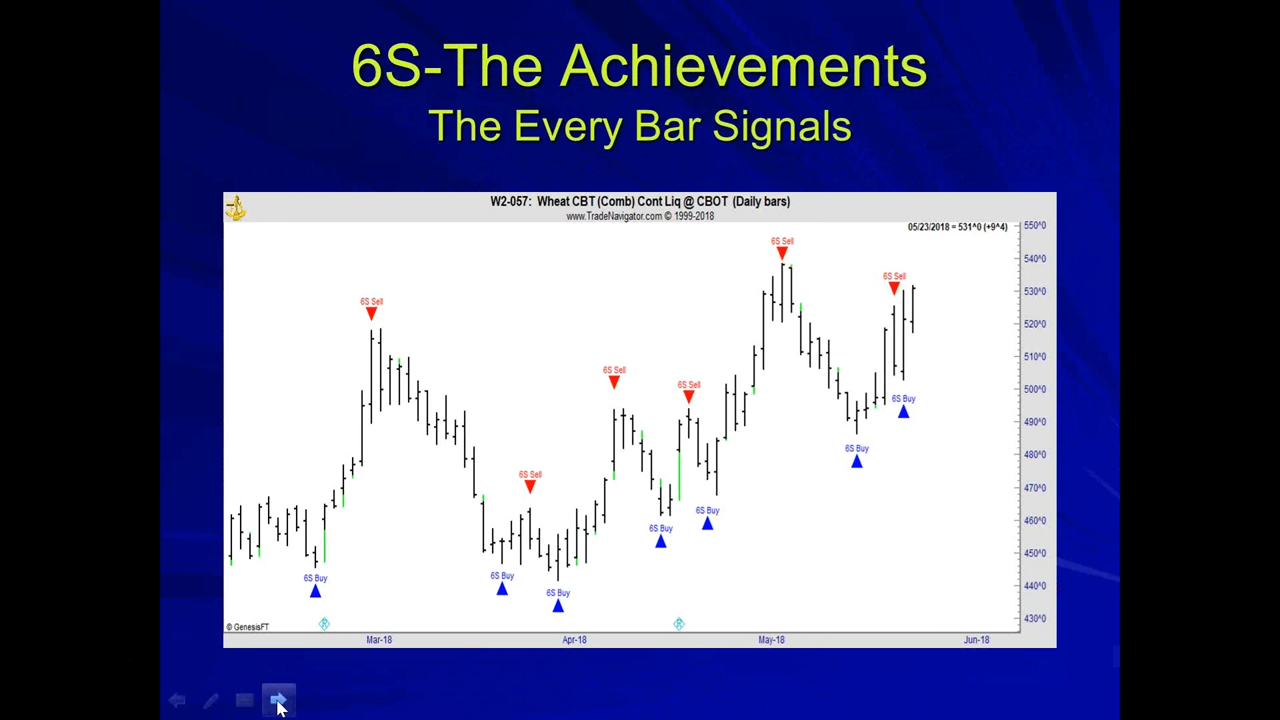 6S-The Achievements
The Every Bar Signals
W2-057: Wheat CBT (Comb) Cont Liq @ CBOT (Daily bars)
www.TradeNavigator.com © 1999-2018
05/23/2018 = 531^0 (+9^4)
550^0
6S Sell
540^0
6S Sell
530^0
6S Sell
520^0
510^0
6S Sell
6S Sell
500^0
6S Buy
490^0
6S Buy
480^0
6S Sell
470^0
6S Buy
460^0
6S Buy
450^0
6S Buy
6S Buy
440^0
6S Buy
430^0
R
R
© GenesisFT
Mar-18
Apr-18
May-18
Jun-18